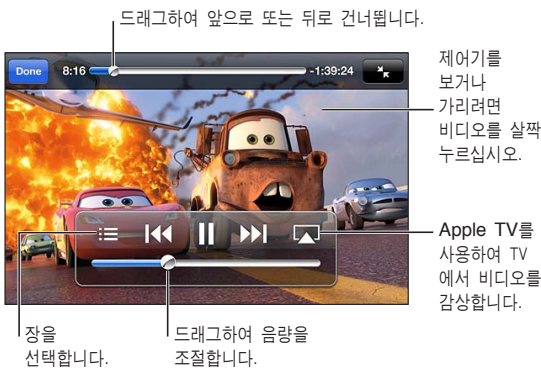 드래그하여 앞으로 또는 뒤로 건너뜁니다.
Done 8:16 -1:39:24
제어기를
보거나
가리려면
비디오를 살짝
누르십시오.
Apple TV를
사용하여 TV
에서 비디오를
감상합니다.
장을
선택합니다.
드래그하여 음량을
조절합니다.